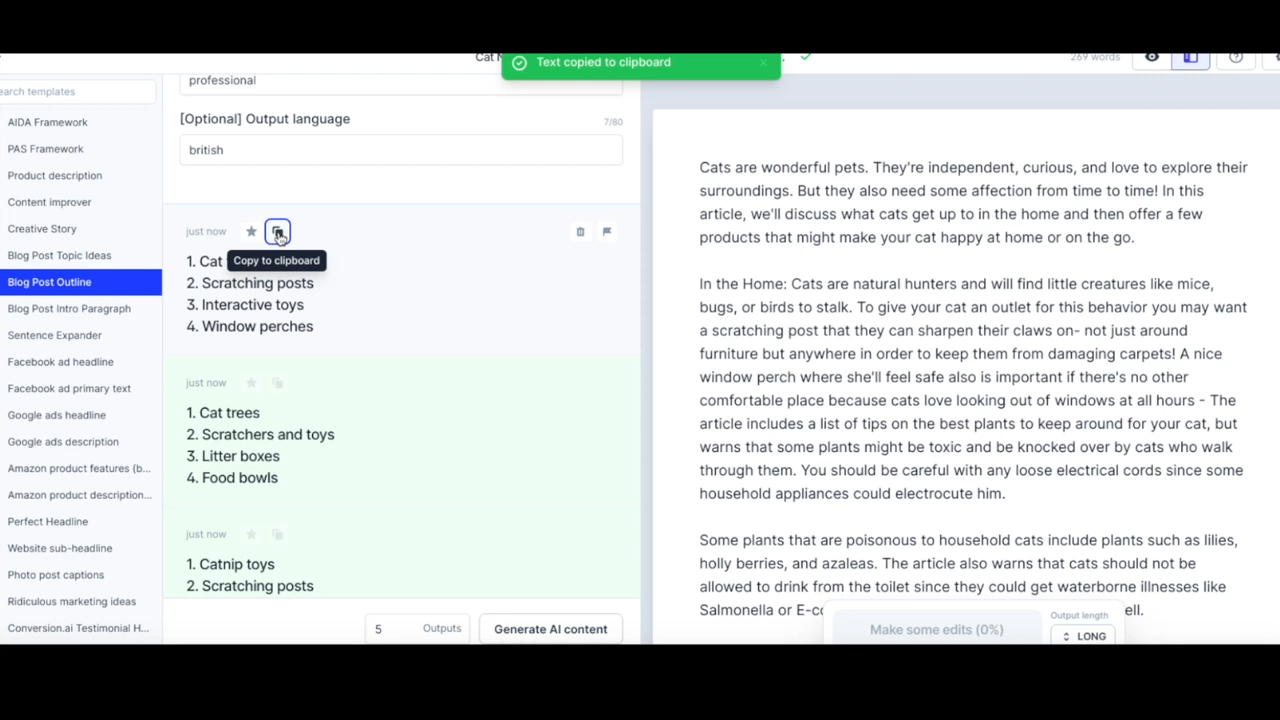 Cat
Text copied to clipboard
269 words
arch templates
AIDA Framework
PAS Framework
Product description
Content improver
Creative Story
Blog Post Topic Ideas
Blog Post Outline
Blog Post Intro Paragraph
Sentence Expander
Facebook ad headline
Facebook ad primary text
Google ads headline
Google ads description
Amazon product features (b...
Amazon product description...
Perfect Headline
Website sub-headline
Photo post captions
Ridiculous marketing ideas
Conversion.ai Testimonial H...
professional
[Optional] Output language
7/80
british
just now
Copy to clipboard
1. Cat
2. Scratching posts
3. Interactive toys
4. Window perches
just now
1. Cat trees
2. Scratchers and toys
3. Litter boxes
4. Food bowls
just now
1. Catnip toys
2. Scratching posts
5 Outputs
Generate AI content
Cats are wonderful pets. They're independent, curious, and love to explore their
surroundings. But they also need some affection from time to time! In this
article, we'll discuss what cats get up to in the home and then offer a few
products that might make your cat happy at home or on the go.
In the Home: Cats are natural hunters and will find little creatures like mice,
bugs, or birds to stalk. To give your cat an outlet for this behavior you may want
a scratching post that they can sharpen their claws on- not just around
furniture but anywhere in order to keep them from damaging carpets! A nice
window perch where she'll feel safe also is important if there's no other
comfortable place because cats love looking out of windows at all hours - The
article includes a list of tips on the best plants to keep around for your cat, but
warns that some plants might be toxic and be knocked over by cats who walk
through them. You should be careful with any loose electrical cords since some
household appliances could electrocute him.
Some plants that are poisonous to household cats include plants such as lilies,
holly berries, and azaleas. The article also warns that cats should not be
allowed to drink from the toilet since they could get waterborne illnesses like
Salmonella or E-co ell.
Make some edits (0%)
Output length
LONG